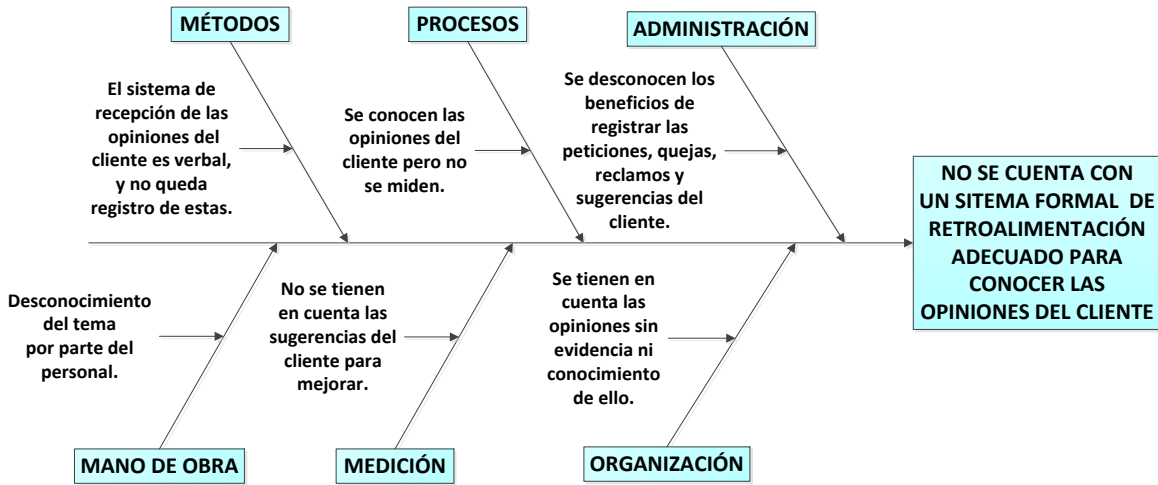 MÉTODOS
PROCESOS
ADMINISTRACIÓN
El sistema de
recepción de las
opiniones del
cliente es verbal,
y no queda
registro de estas.
Se conocen las
opiniones del
cliente pero no
se miden.
Se desconocen los
beneficios de
registrar las
peticiones, quejas,
reclamos y
sugerencias del
cliente.
NO SE CUENTA CON
UN SITEMA FORMAL DE
RETROALIMENTACIÓN
ADECUADO PARA
CONOCER LAS
OPINIONES DEL CLIENTE
Desconocimiento
del tema
por parte del
personal.
No se tienen
en cuenta las
sugerencias del
cliente para
mejorar.
Se tienen en
cuenta las
opiniones sin
evidencia ni
conocimiento
de ello.
MANO DE OBRA
MEDICIÓN
ORGANIZACIÓN